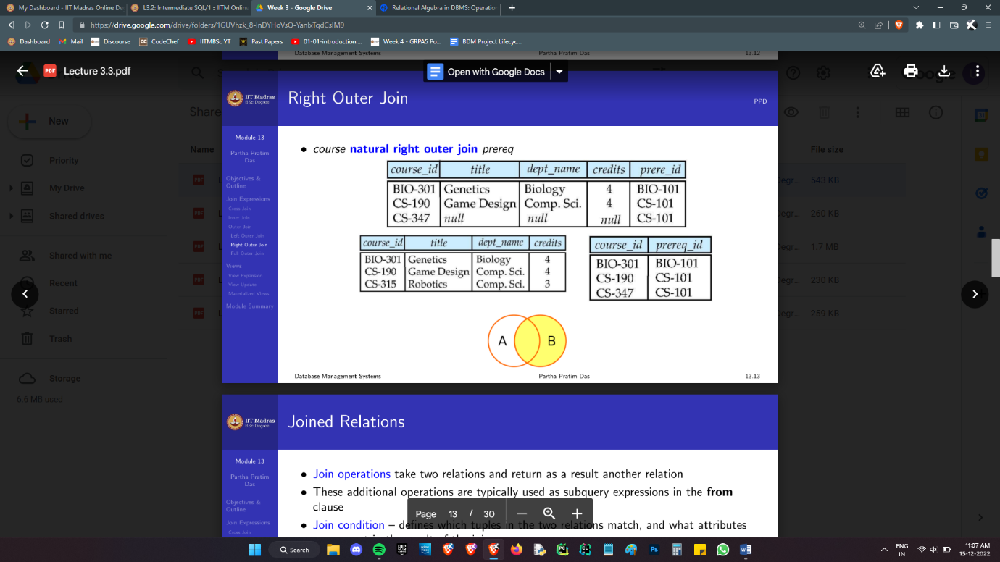 My Dashboard - IIT Madras Online De
L3.2: Intermediate SQL/1 :: IITM Onlin
Week 3 - Google Drive
Relational Algebra in DBMS: Operatio
https://drive.google.com/drive/folders/1GUVhzk_8-InDYHoVsQ-YanlxTqdCsIM9
Dashboard
Mail
Discourse
CC CodeChef
IITMBSc YT
Past Papers
01-01-introduction....
Week 4 - GRPA5 Po...
BDM Project Lifecyc...
Database Management Systems
Partha Pratim Das
13.12
PDF
Lecture 3.3.pdf
Open with Google Docs
New
Priority
My Drive
Shared drives
Shared with me
Recent
Starred
Trash
Storage
6.6 MB used
Share
Name
File size
543 KB
260 KB
1.7 MB
230 KB
259 KB
IIT Madras
BSc Degree
Right Outer Join
PPD
Module 13
Partha Pratim
Das
Objectives &
Outline
Join Expressions
Cross Join
Inner Join
Outer Join
Left Outer Join
Right Outer Join
Full Outer Join
Views
View Expansion
View Update
Materialized Views
Module Summary
• course natural right outer join prereq
course_id title dept_name credits prere_id
BIO-301 Genetics Biology 4 BIO-101
CS-190 Game Design Comp. Sci. 4 CS-101
CS-347 null null null CS-101
course_id title dept_name credits
BIO-301 Genetics Biology 4
CS-190 Game Design Comp. Sci. 4
CS-315 Robotics Comp. Sci. 3
course_id prereq_id
BIO-301 BIO-101
CS-190 CS-101
CS-347 CS-101
A B
Database Management Systems
Partha Pratim Das
13.13
IIT Madras
BSc Degree
Joined Relations
Module 13
Partha Pratim
Das
Objectives &
Outline
Join Expressions
Cross Join
• Join operations take two relations and return as a result another relation
• These additional operations are typically used as subquery expressions in the from
clause
• Join condition – defines which tuples in the two relations match, and what attributes
Page 13 / 30
Search
ENG
IN
11:07 AM
15-12-2022